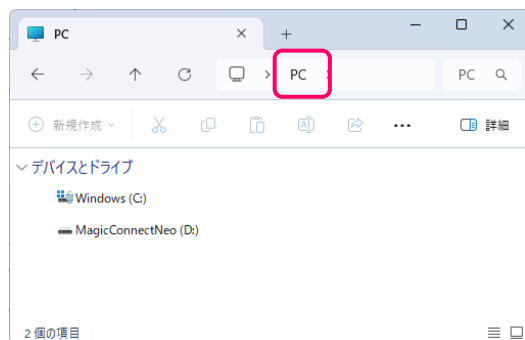 PC
PC
PC
新規作成
詳細
デバイスとドライブ
Windows (C:)
MagicConnectNeo (D:)
2 個の項目